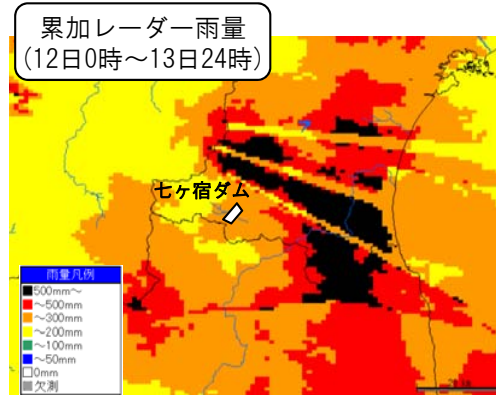 累加レーダー雨量
(12日0時～13日24時)
七ヶ宿ダム
雨量凡例
500mm～
～500mm
～300mm
～200mm
～100mm
～50mm
0mm
欠測